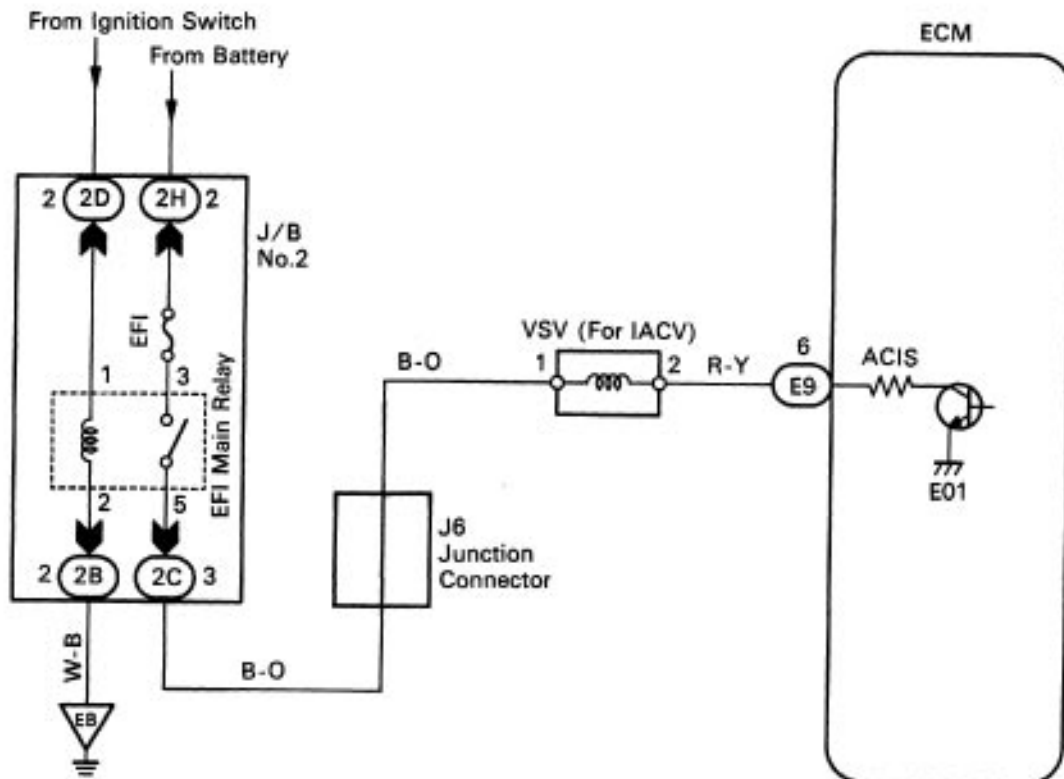 From Ignition Switch
From Battery
ECM
2 2D 2H 2
J/B
No.2
EFI
1 3
EFI Main Relay
2 5
2 2B 2C 3
W-B
EB
B-O
J6
Junction
Connector
B-O
VSV (For IACV)
1 2
R-Y
6
E9
ACIS
E01